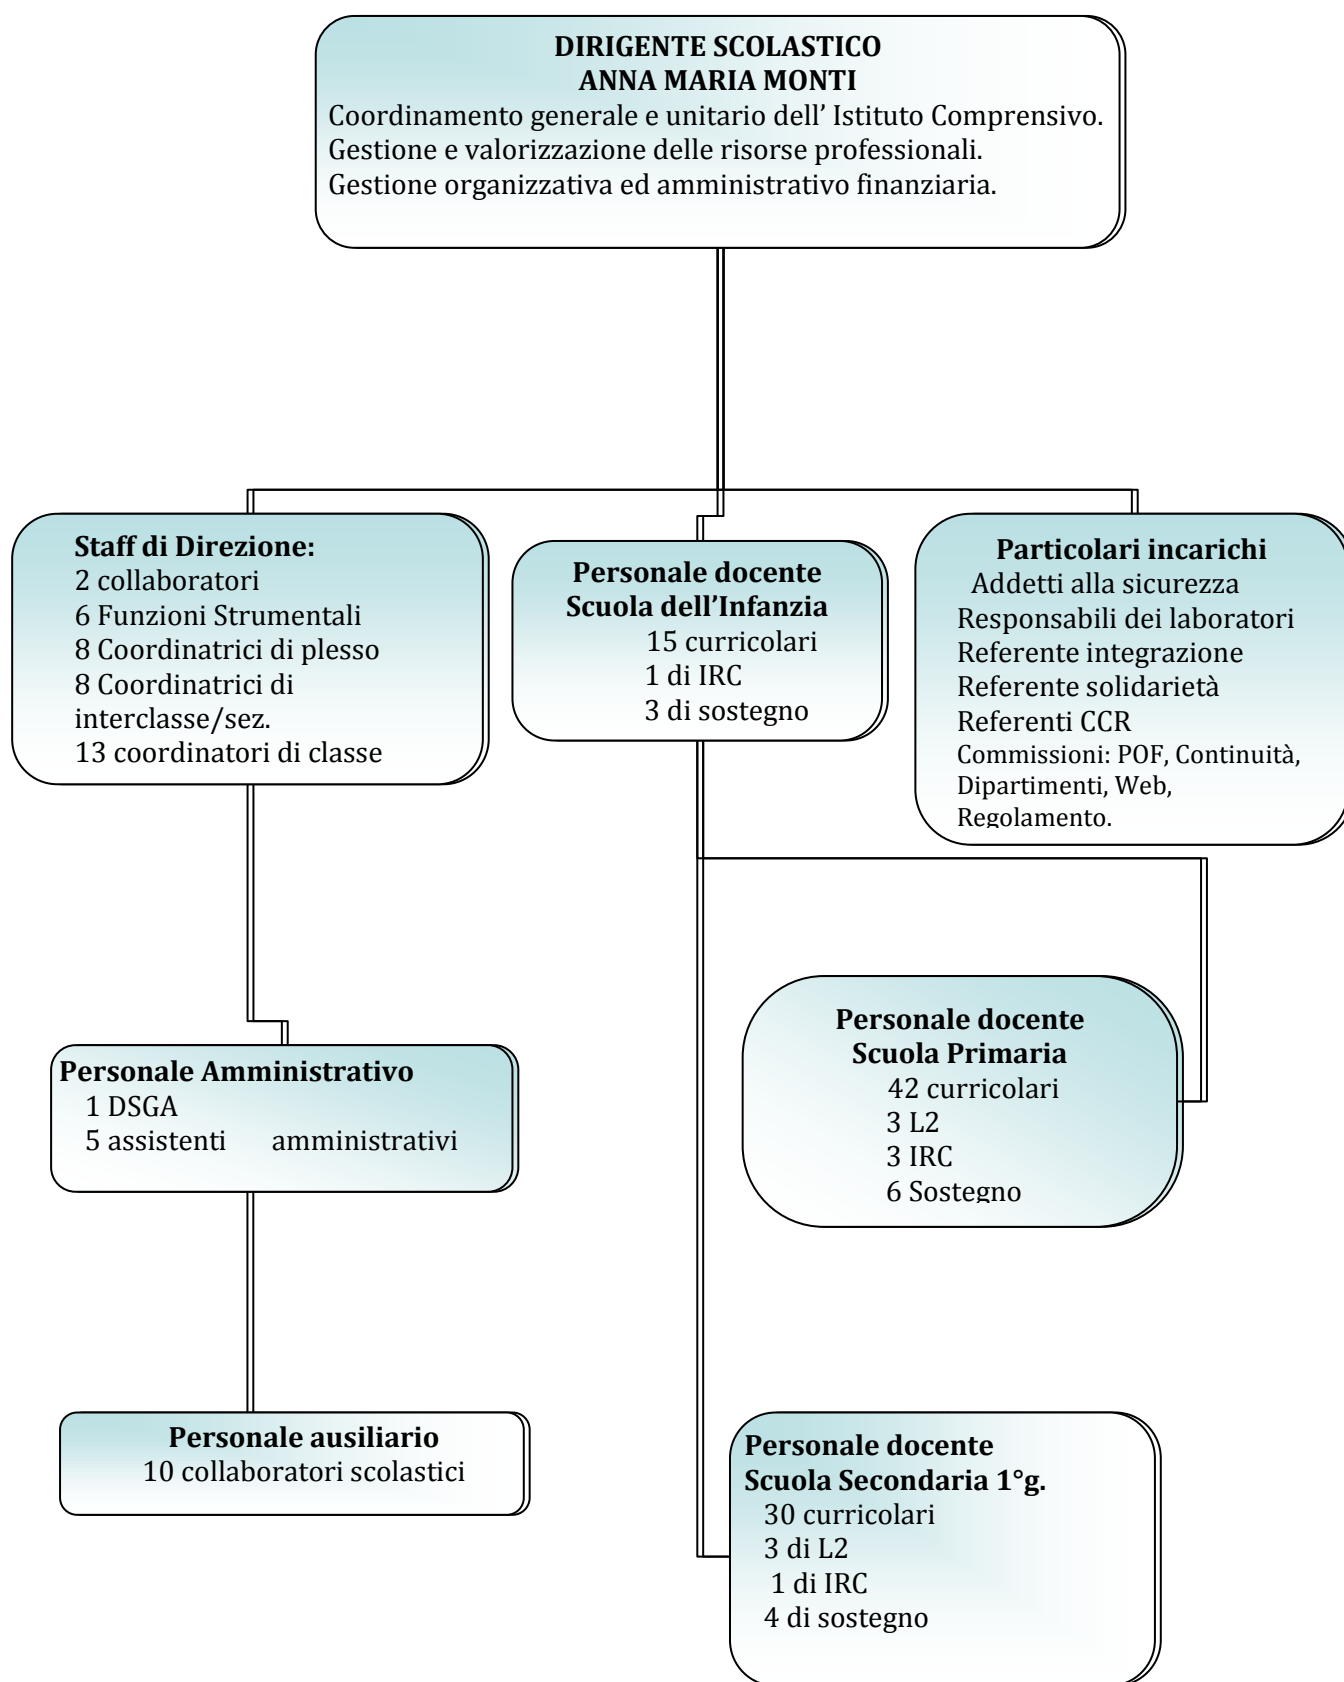 DIRIGENTE SCOLASTICO
ANNA MARIA MONTI
Coordinamento generale e unitario dell’ Istituto Comprensivo.
Gestione e valorizzazione delle risorse professionali.
Gestione organizzativa ed amministrativo finanziaria.
Staff di Direzione:
2 collaboratori
6 Funzioni Strumentali
8 Coordinatrici di plesso
8 Coordinatrici di
interclasse/sez.
13 coordinatori di classe
Personale docente
Scuola dell’Infanzia
15 curricolari
1 di IRC
3 di sostegno
Particolari incarichi
Addetti alla sicurezza
Responsabili dei laboratori
Referente integrazione
Referente solidarietà
Referenti CCR
Commissioni: POF, Continuità,
Dipartimenti, Web,
Regolamento.
Personale Amministrativo
1 DSGA
5 assistenti amministrativi
Personale docente
Scuola Primaria
42 curricolari
3 L2
3 IRC
6 Sostegno
Personale ausiliario
10 collaboratori scolastici
Personale docente
Scuola Secondaria 1°g.
30 curricolari
3 di L2
1 di IRC
4 di sostegno